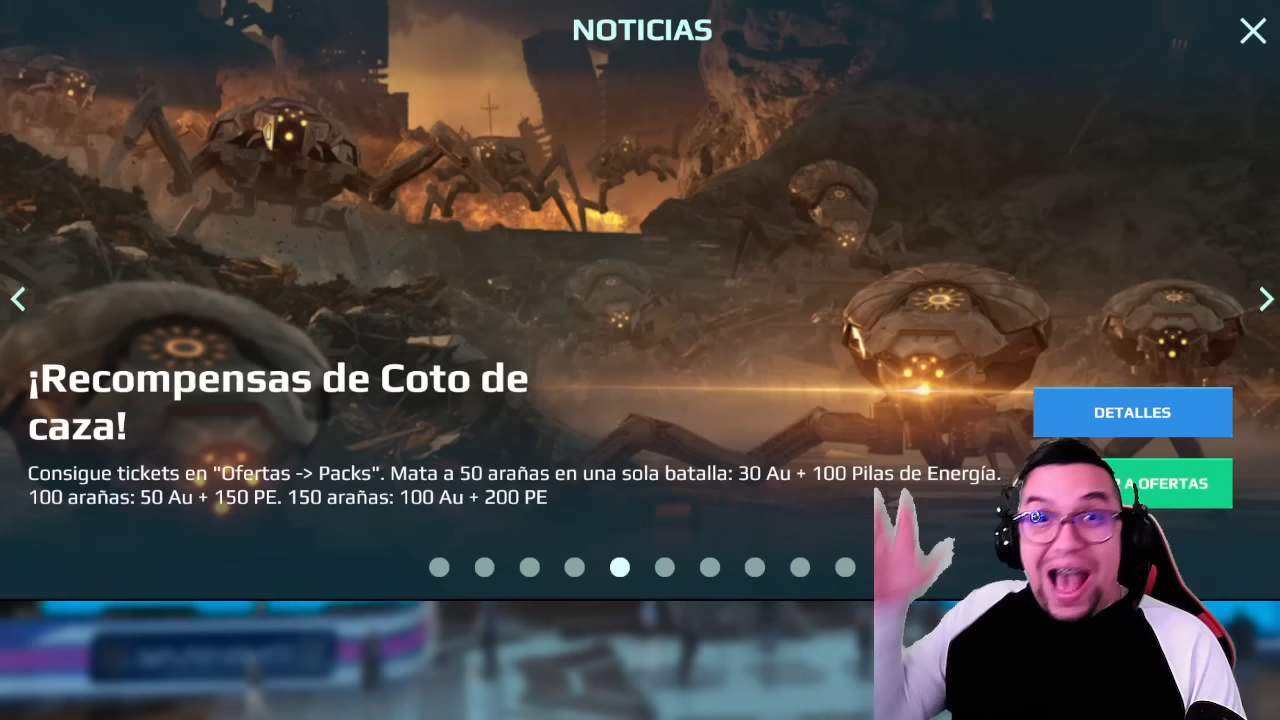 NOTICIAS
¡Recompensas de Coto de
caza!
DETALLES
Consigue tickets en "Ofertas -> Packs". Mata a 50 arañas en una sola batalla: 30 Au + 100 Pilas de Energía.
100 arañas: 50 Au + 150 PE. 150 arañas: 100 Au + 200 PE
A OFERTAS